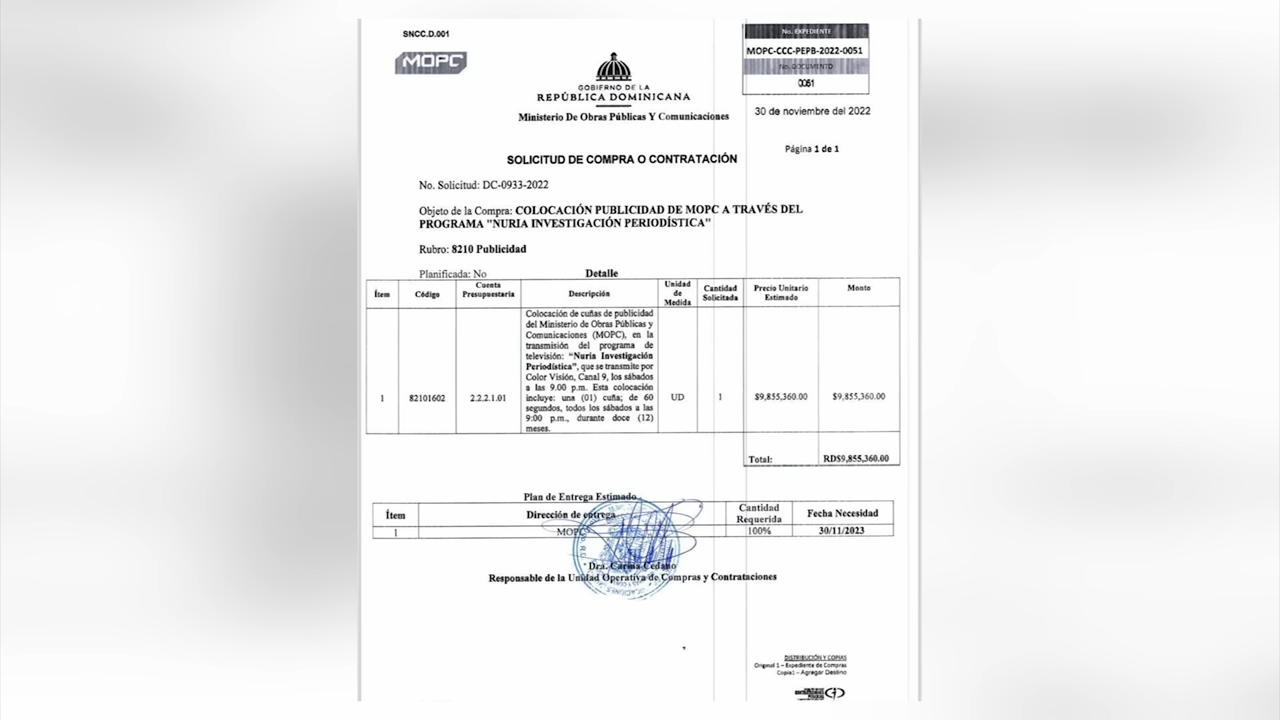 SNCC.D.001
MOPC
No. EXPEDIENTE
MOPC-CCC-PEPB-2022-0051
No. DOCUMENTO
0051
GOBIERNO DE LA
REPÚBLICA DOMINICANA
Ministerio De Obras Públicas Y Comunicaciones
30 de noviembre del 2022
Página 1 de 1
SOLICITUD DE COMPRA O CONTRATACIÓN
No. Solicitud: DC-0933-2022
Objeto de la Compra: COLOCACIÓN PUBLICIDAD DE MOPC A TRAVÉS DEL
PROGRAMA "NURIA INVESTIGACIÓN PERIODÍSTICA"
Rubro: 8210 Publicidad
Planificada: No
Detalle
Ítem
Código
Cuenta
Presupuestaria
Descripción
Unidad
de
Medida
Cantidad
Solicitada
Precio Unitario
Estimado
Monto
1
82101602
2.2.2.1.01
Colocación de cuñas de publicidad
del Ministerio de Obras Públicas y
Comunicaciones (MOPC), en la
transmisión del programa de
televisión: “Nuria Investigación
Periodística”, que se transmite por
Color Visión, Canal 9, los sábados
a las 9.00 p.m. Esta colocación
incluye: una (01) cuña; de 60
segundos, todos los sábados a las
9:00 p.m., durante doce (12)
meses.
UD
1
$9,855,360.00
$9,855,360.00
Total:
RD$9,855,360.00
Plan de Entrega Estimado
Ítem
Dirección de entrega
Cantidad
Requerida
Fecha Necesidad
1
MOPC
100%
30/11/2023
Dra. Carina Cedano
Responsable de la Unidad Operativa de Compras y Contrataciones
DISTRIBUCIÓN Y COPIAS
Original 1 – Expediente de Compras
Copia1 – Agregar Destino